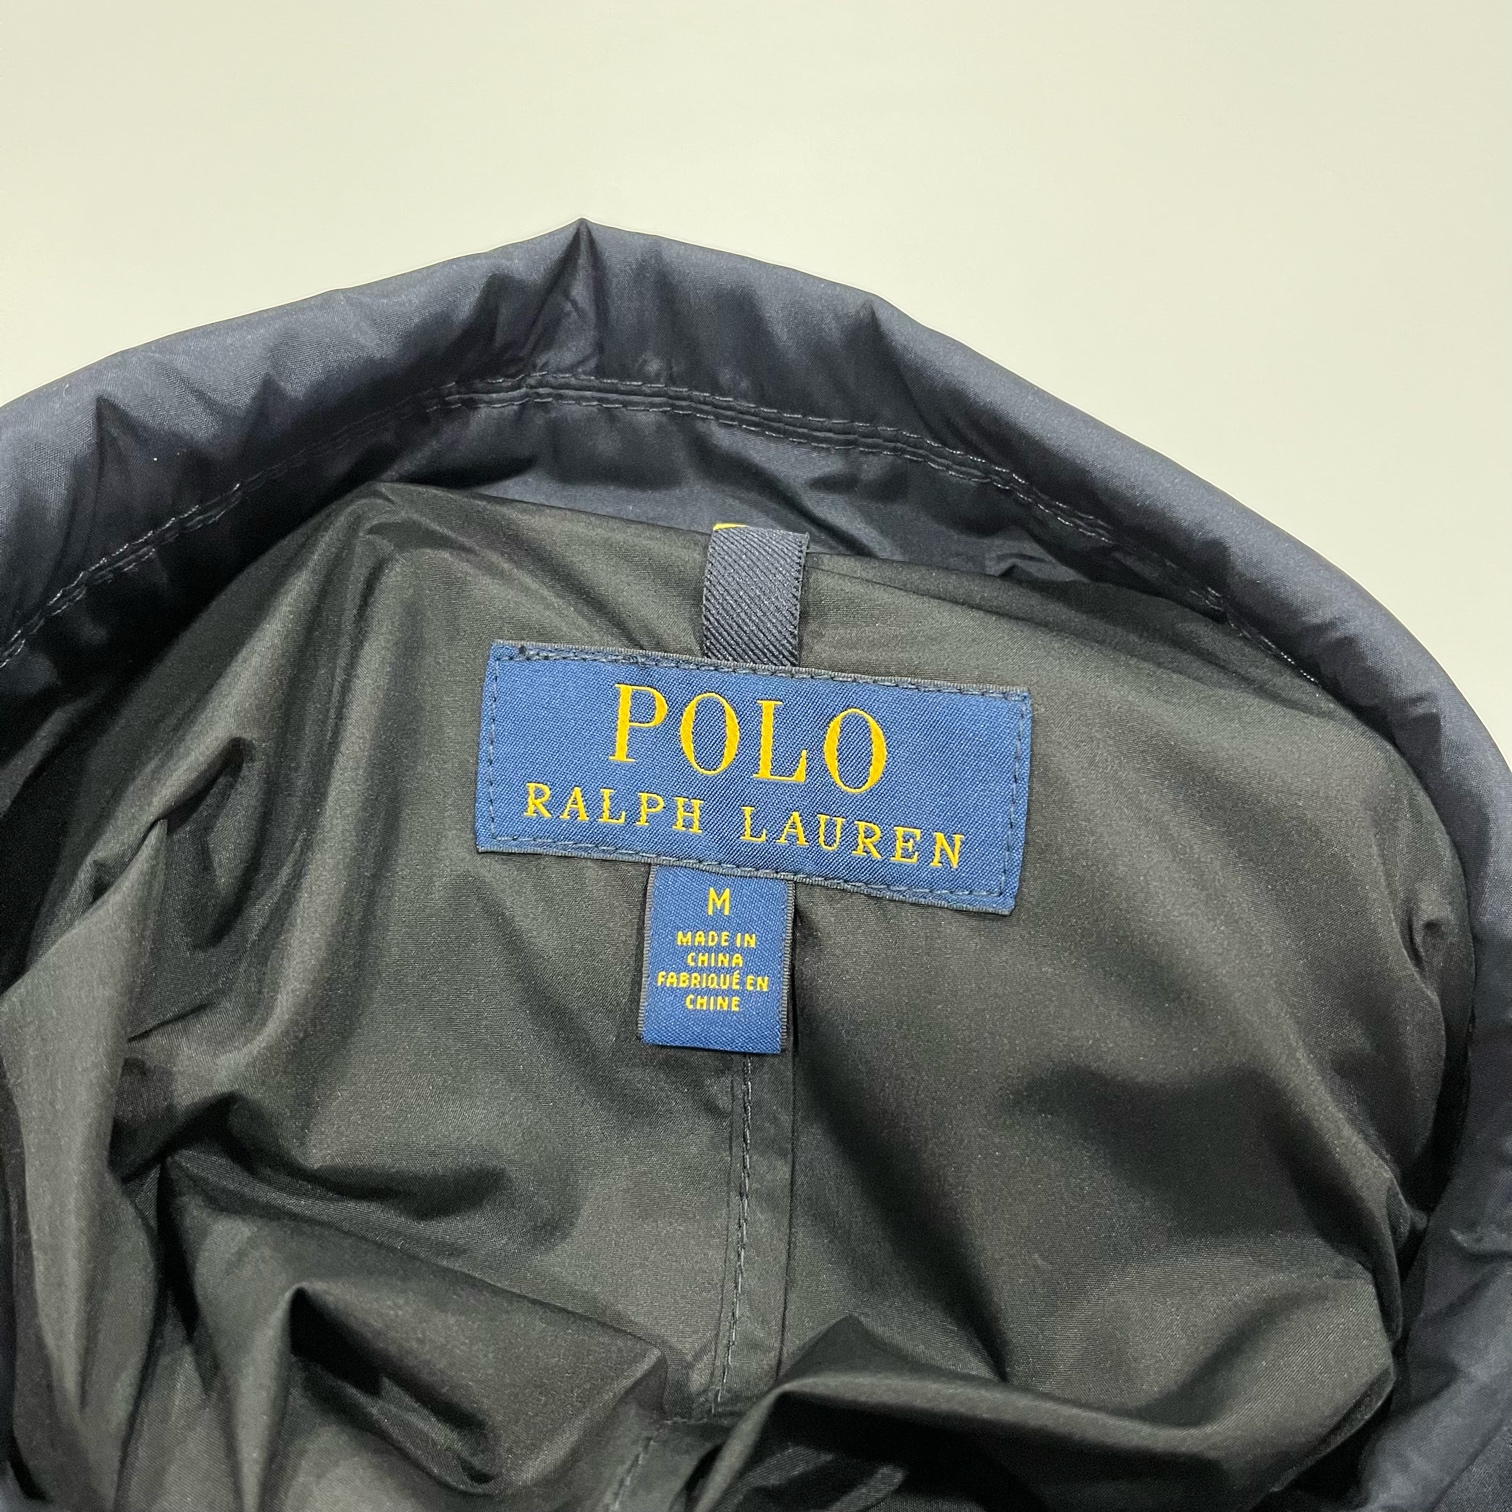 POLO
RALPH LAUREN
M
MADE IN
CHINA
FABRIQUÉ EN
CHINE